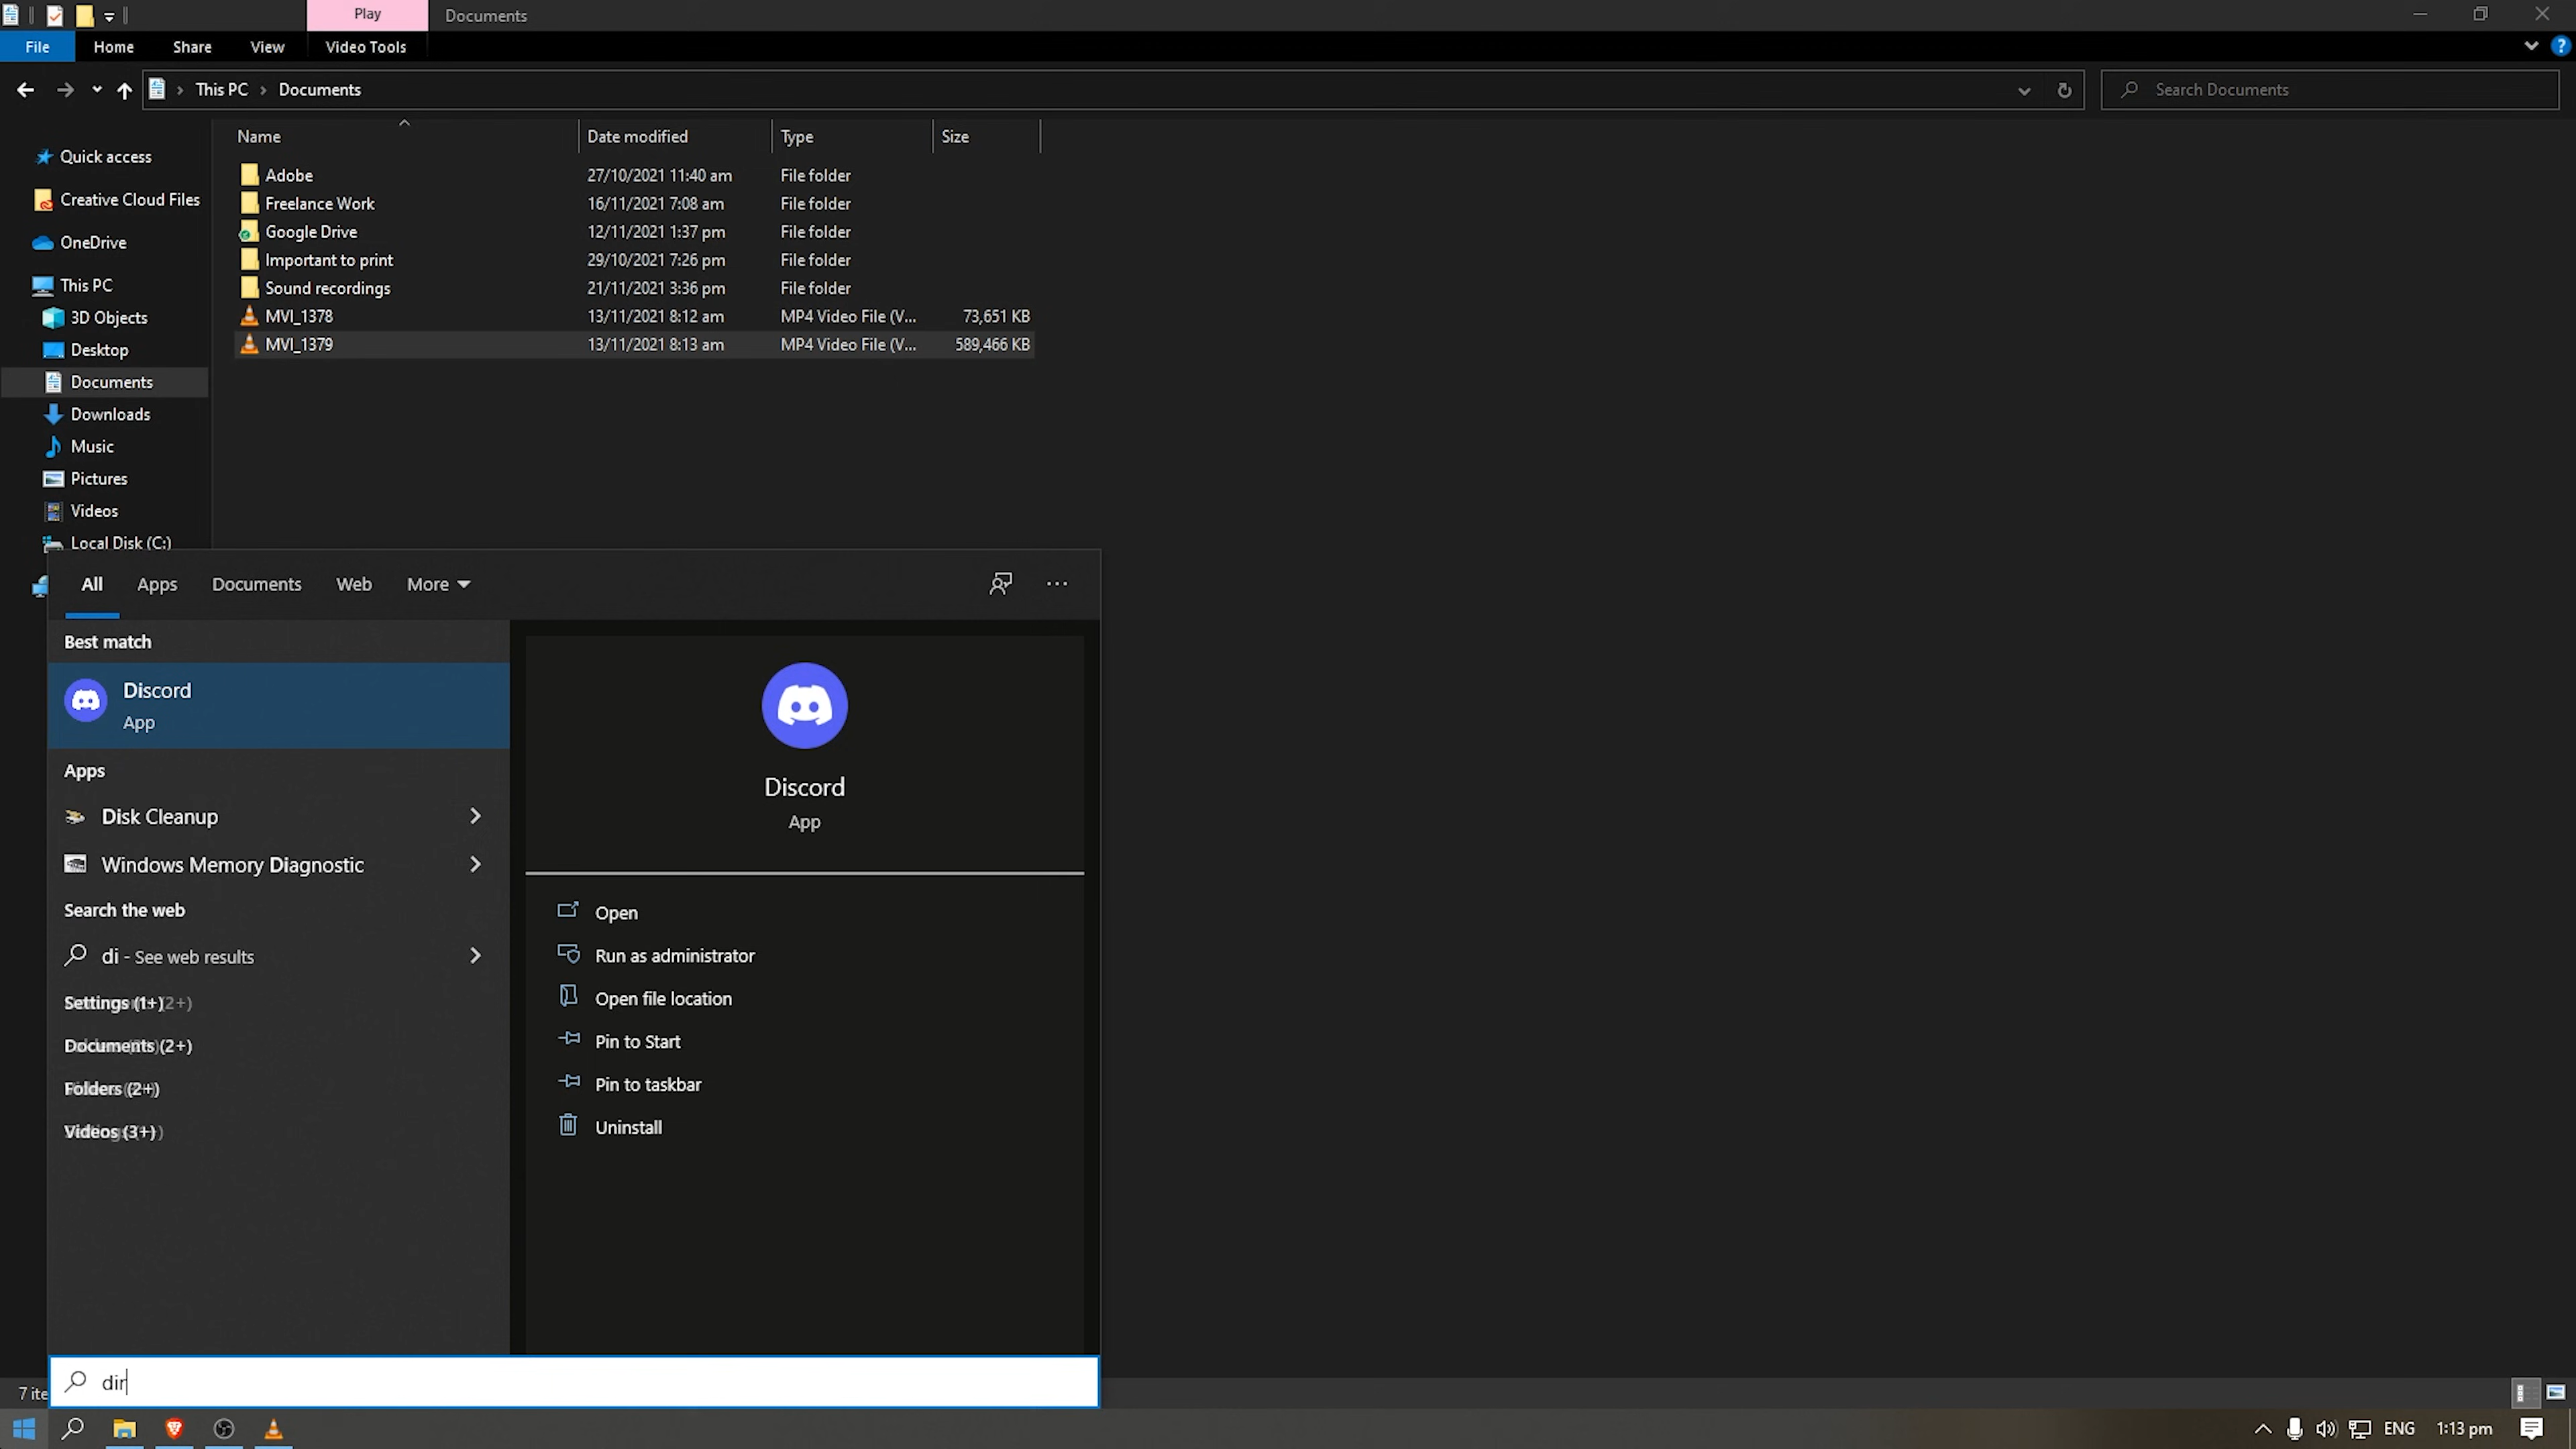 Play
Documents
File
Home
Share
View
Video Tools
This PC
Documents
Search Documents
Name
Date modified
Type
Size
Quick access
Creative Cloud Files
OneDrive
This PC
3D Objects
Desktop
Documents
Downloads
Music
Pictures
Videos
Local Disk (C:)
Adobe 27/10/2021 11:40 am File folder
Freelance Work 16/11/2021 7:08 am File folder
Google Drive 12/11/2021 1:37 pm File folder
Important to print 29/10/2021 7:26 pm File folder
Sound recordings 21/11/2021 3:36 pm File folder
MVI_1378 13/11/2021 8:12 am MP4 Video File (V... 73,651 KB
MVI_1379 13/11/2021 8:13 am MP4 Video File (V... 589,466 KB
All
Apps
Documents
Web
More
Best match
Discord
App
Apps
Disk Cleanup
Windows Memory Diagnostic
Search the web
di - See web results
Settings (1+)
Documents (2+)
Folders (2+)
Videos (3+)
Discord
App
Open
Run as administrator
Open file location
Pin to Start
Pin to taskbar
Uninstall
dir
7 ite
ENG
1:13 pm